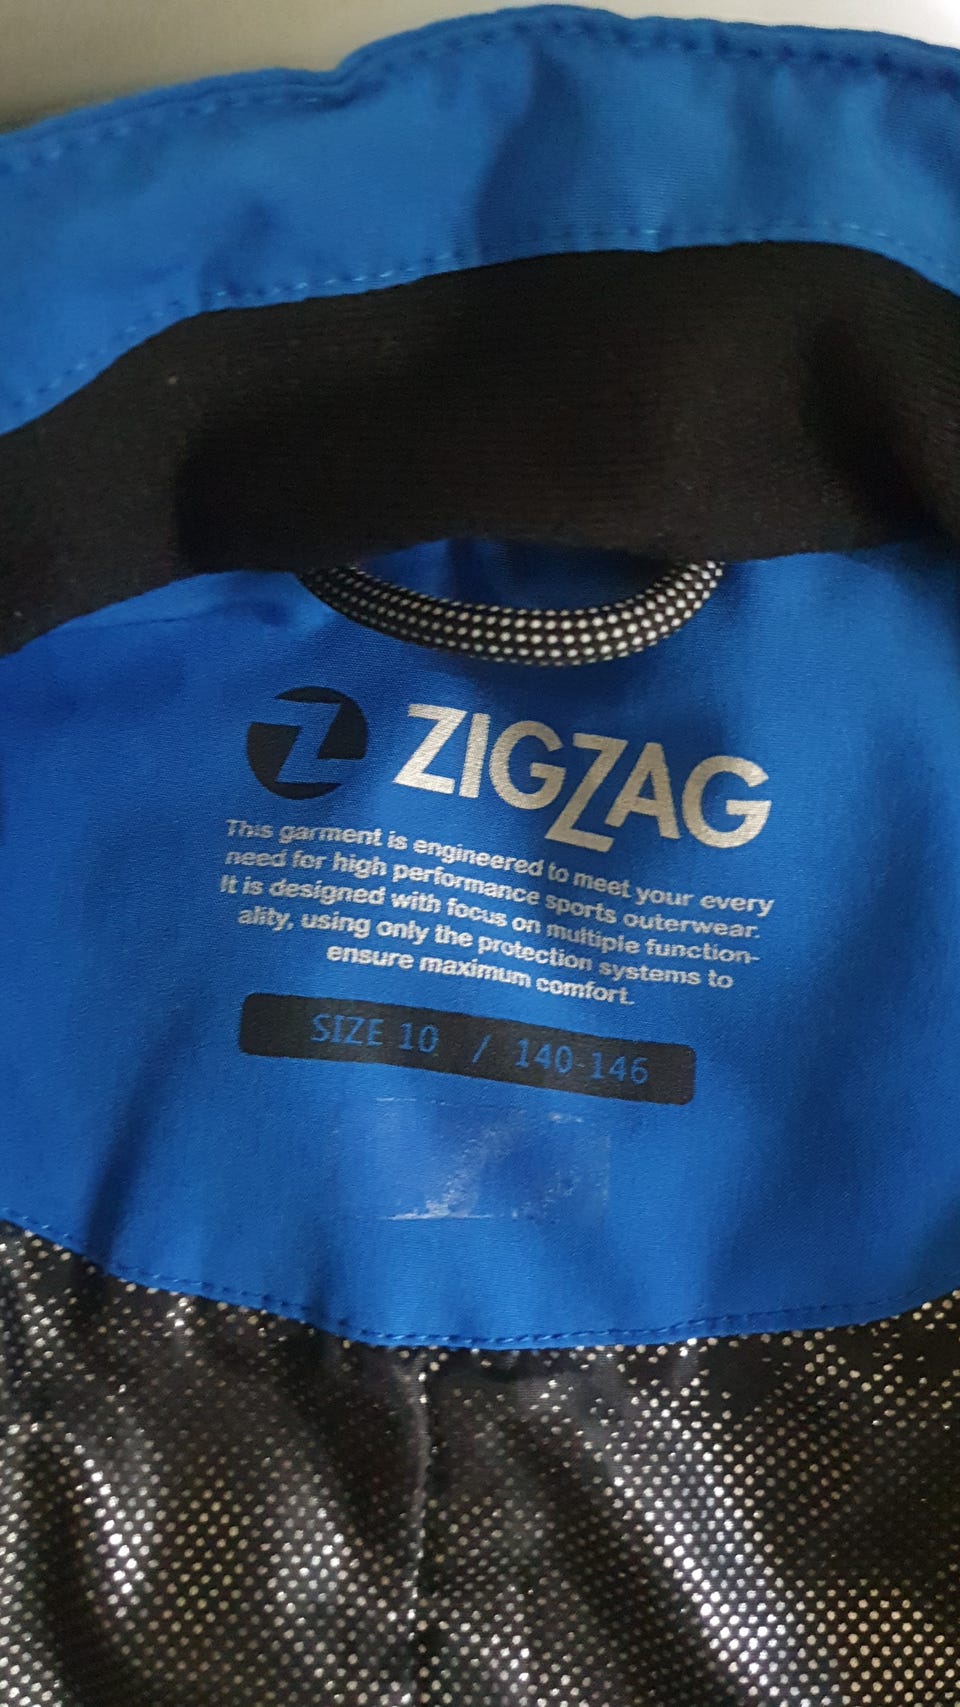 Z ZIGZAG
This garment is engineered to meet your every
need for high performance sports outerwear.
It is designed with focus on multiple function-
ality, using only the protection systems to
ensure maximum comfort.
SIZE 10 / 140-146